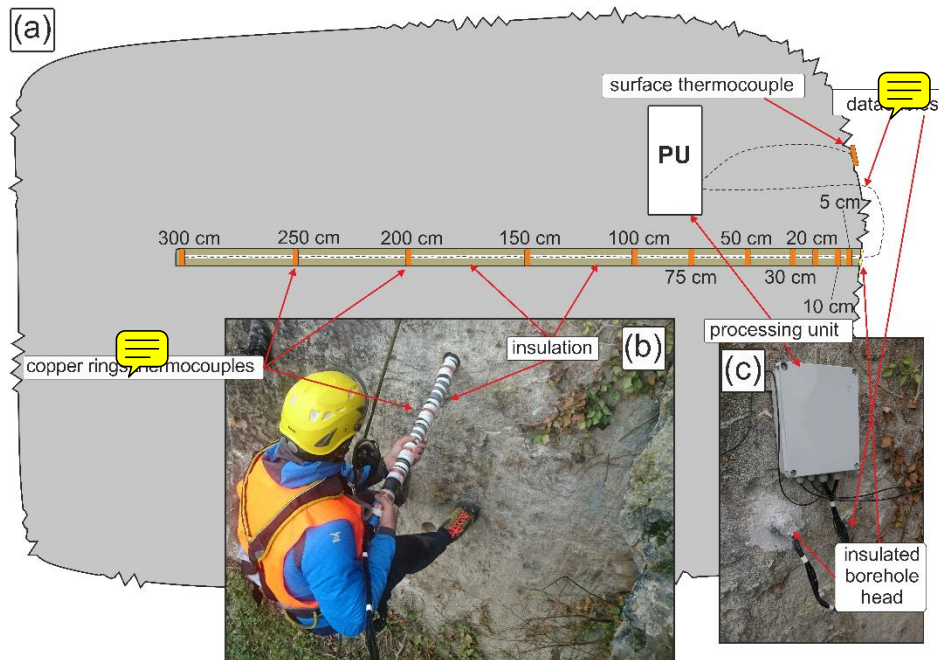 (a)
surface thermocouple
PU
5 cm
300 cm
250 cm
200 cm
150 cm
100 cm
50 cm
20 cm
75 cm
30 cm
10 cm
processing unit
(b)
insulation
(c)
copper rings thermocouples
insulated
borehole
head